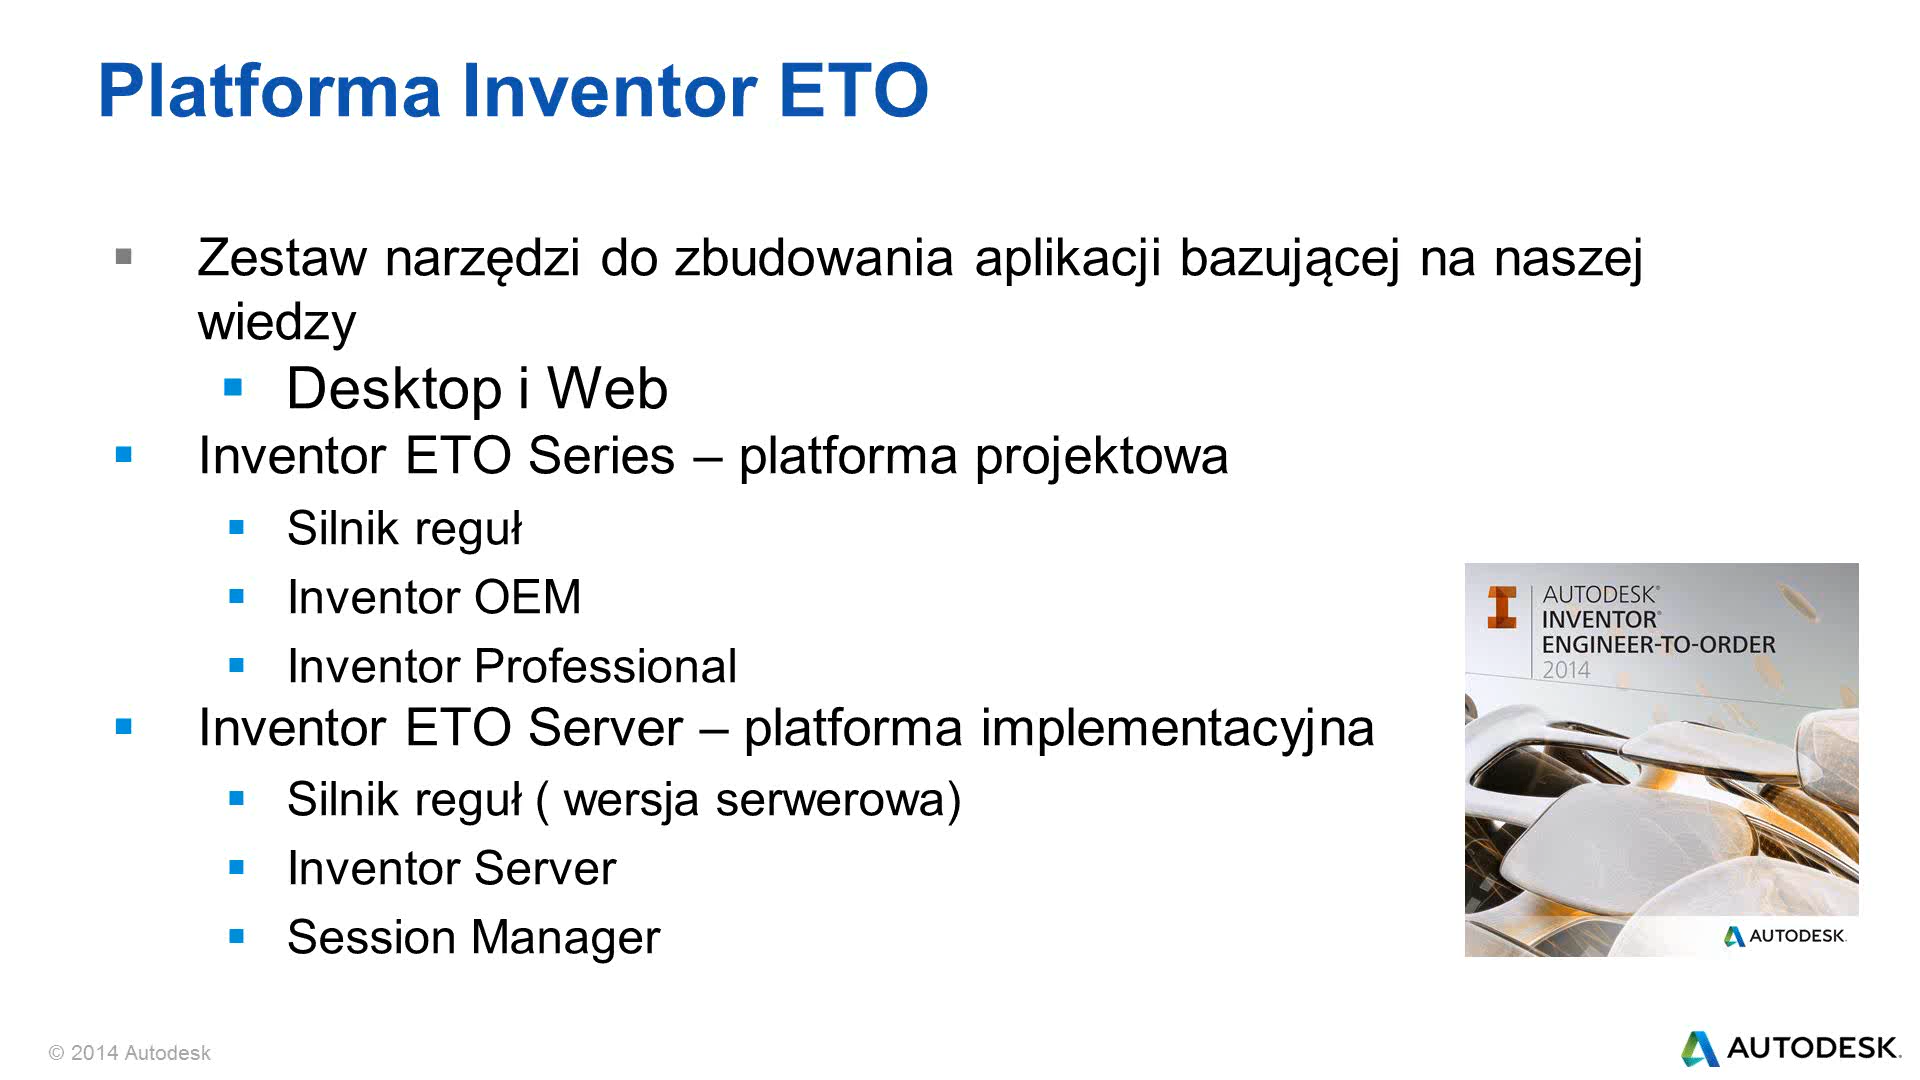 Platforma Inventor ETO
Zestaw narzędzi do zbudowania aplikacji bazującej na naszej
wiedzy
Desktop i Web
Inventor ETO Series – platforma projektowa
Silnik reguł
Inventor OEM
Inventor Professional
Inventor ETO Server – platforma implementacyjna
Silnik reguł ( wersja serwerowa)
Inventor Server
Session Manager
AUTODESK®
INVENTOR®
ENGINEER-TO-ORDER
2014
AUTODESK.
© 2014 Autodesk
AUTODESK.